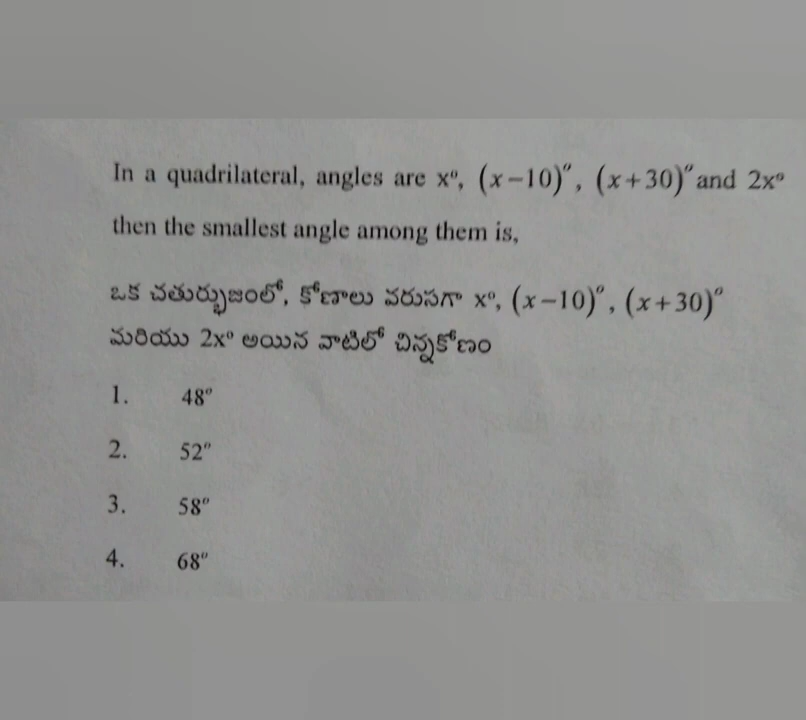 In a quadrilateral, angles are x°, (x−10)°, (x+30)° and 2x°
then the smallest angle among them is,
ఒక చతుర్భుజంలో, కోణాలు వరుసగా x°, (x−10)°, (x+30)°
మరియు 2x° అయిన వాటిలో చిన్నకోణం
1. 48°
2. 52°
3. 58°
4. 68°